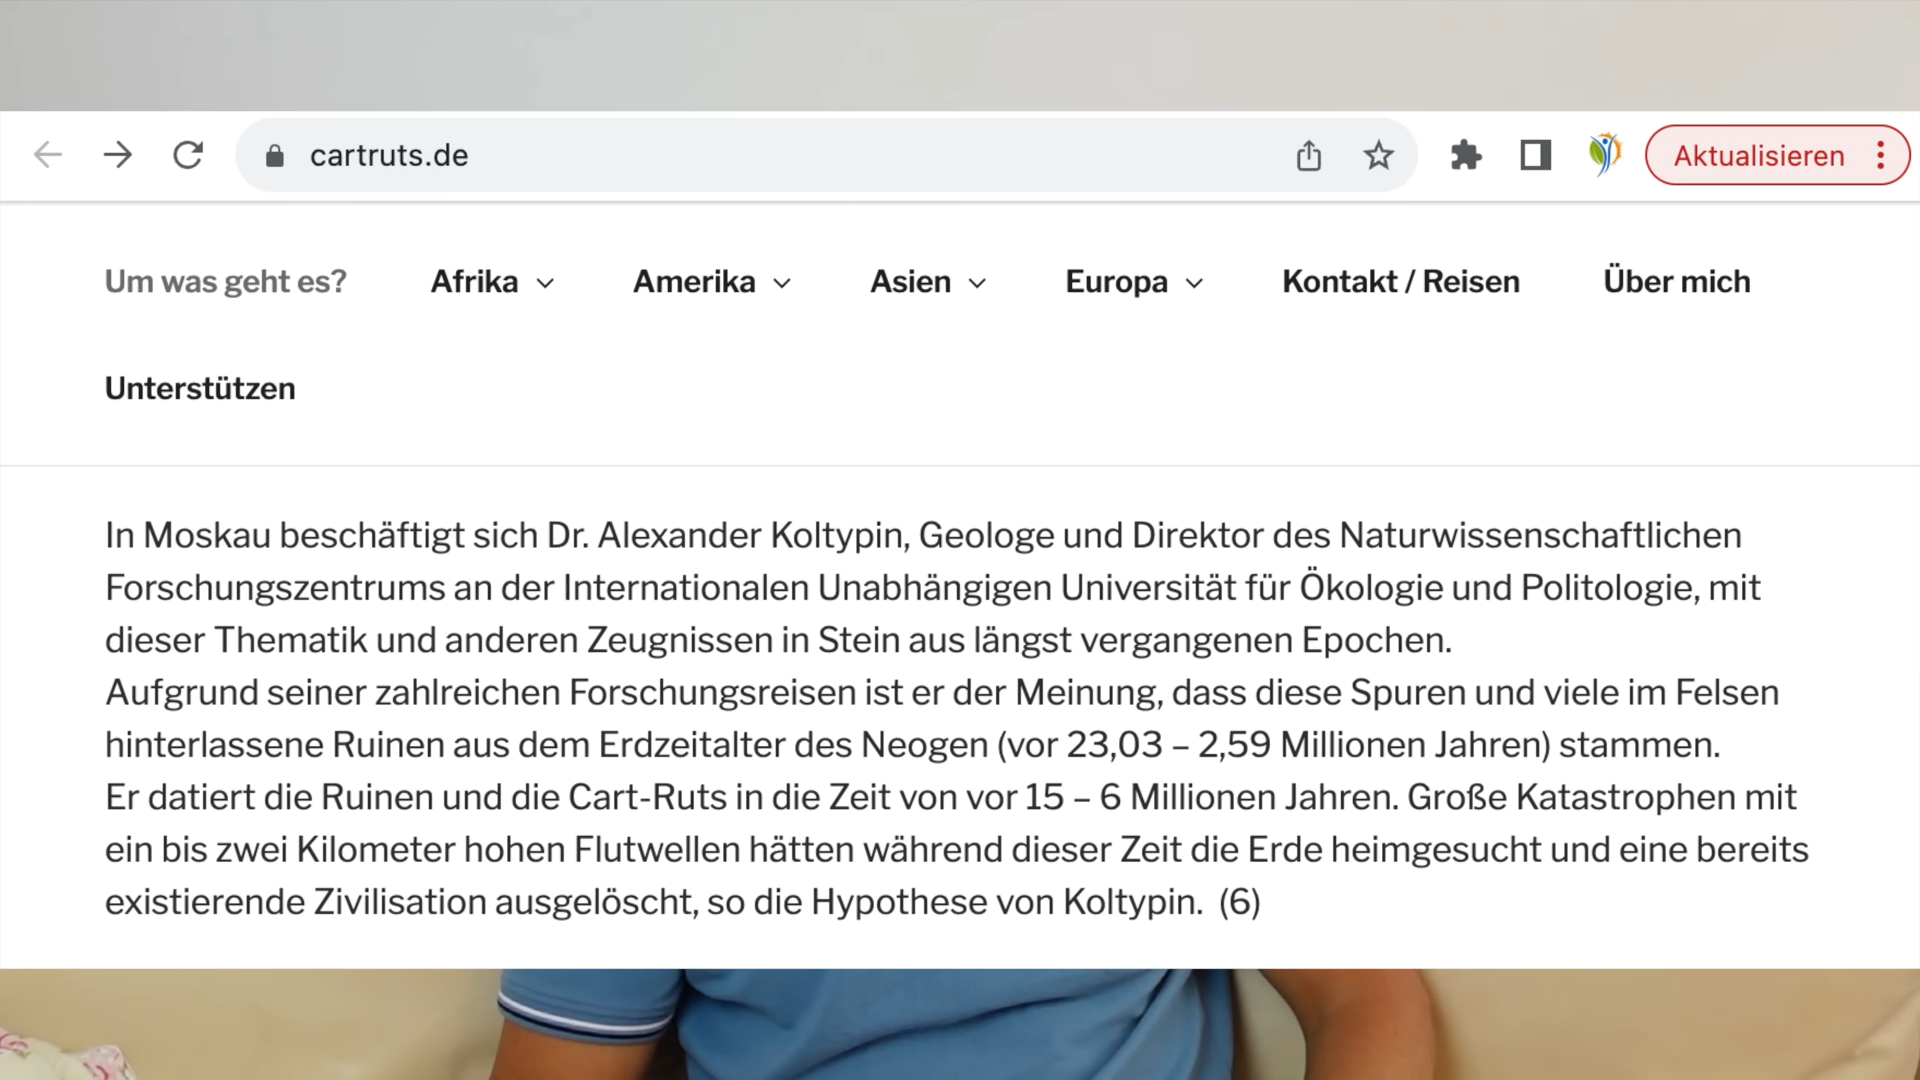 cartruts.de
Aktualisieren
Um was geht es?
Afrika
Amerika
Asien
Europa
Kontakt / Reisen
Über mich
Unterstützen
In Moskau beschäftigt sich Dr. Alexander Koltypin, Geologe und Direktor des Naturwissenschaftlichen
Forschungszentrums an der Internationalen Unabhängigen Universität für Ökologie und Politologie, mit
dieser Thematik und anderen Zeugnissen in Stein aus längst vergangenen Epochen.
Aufgrund seiner zahlreichen Forschungsreisen ist er der Meinung, dass diese Spuren und viele im Felsen
hinterlassene Ruinen aus dem Erdzeitalter des Neogen (vor 23,03 – 2,59 Millionen Jahren) stammen.
Er datiert die Ruinen und die Cart-Ruts in die Zeit von vor 15 – 6 Millionen Jahren. Große Katastrophen mit
ein bis zwei Kilometer hohen Flutwellen hätten während dieser Zeit die Erde heimgesucht und eine bereits
existierende Zivilisation ausgelöscht, so die Hypothese von Koltypin. (6)